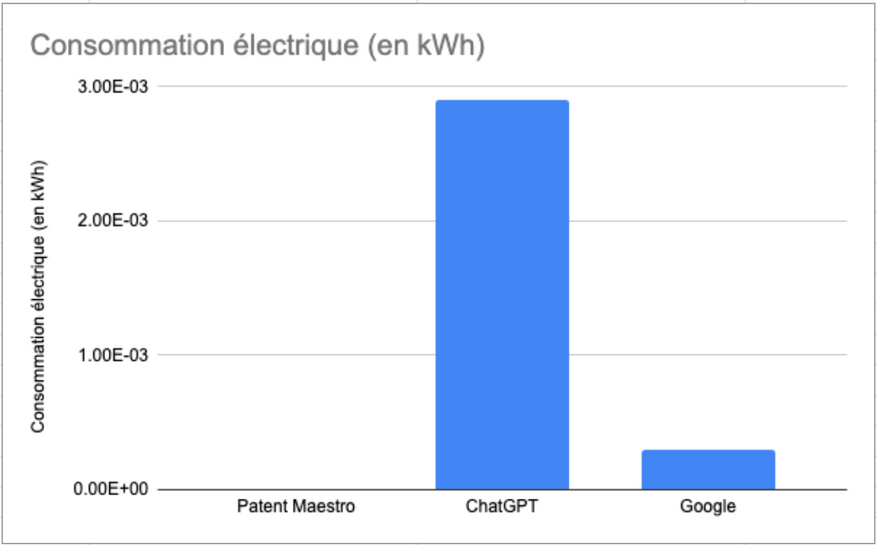 Consommation électrique (en kWh)
Consommation électrique (en kWh)
3.00E-03
2.00E-03
1.00E-03
0.00E+00
Patent Maestro
ChatGPT
Google